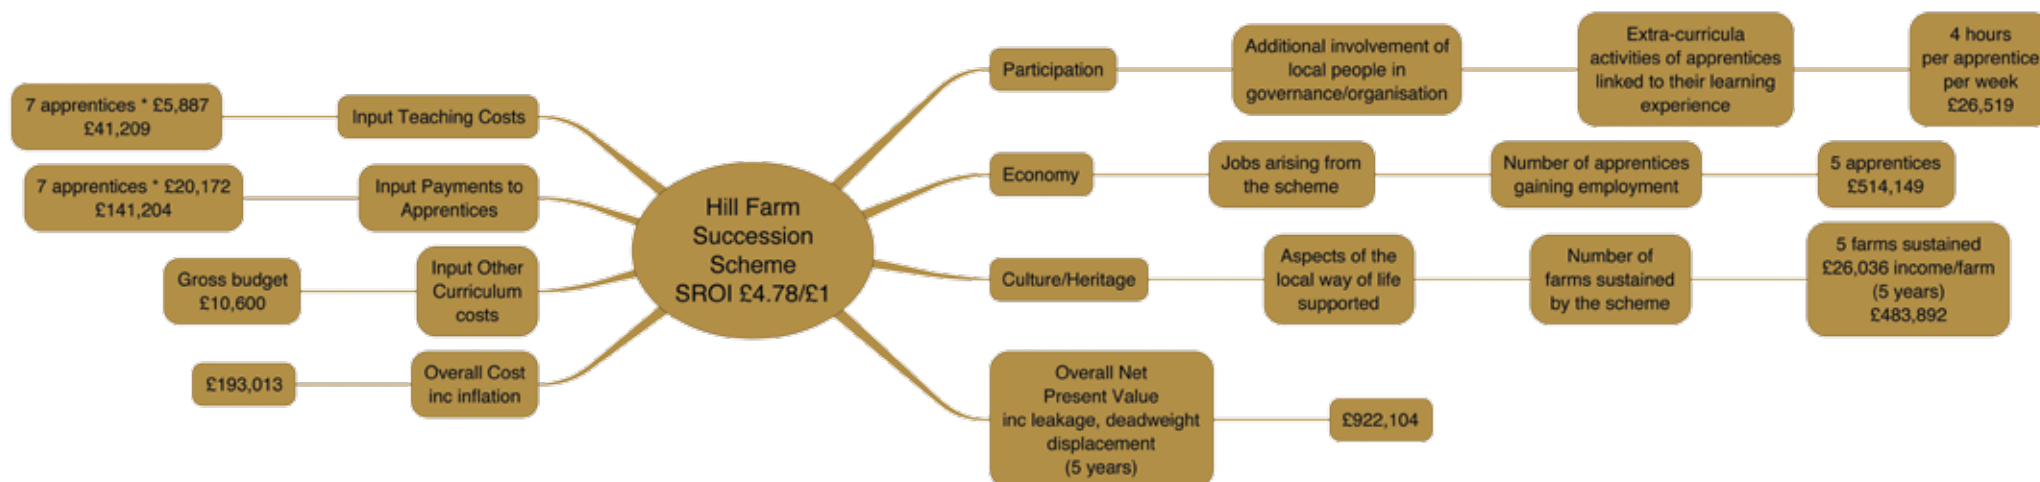 7 apprentices * £5,887
£41,209
Input Teaching Costs
7 apprentices * £20,172
£141,204
Input Payments to
Apprentices
Gross budget
£10,600
Input Other
Curriculum
costs
£193,013
Overall Cost
inc inflation
Hill Farm
Succession
Scheme
SROI £4.78/£1
Participation
Additional involvement of
local people in
governance/organisation
Extra-curricula
activities of apprentices
linked to their learning
experience
4 hours
per apprentice
per week
£26,519
Economy
Jobs arising from
the scheme
Number of apprentices
gaining employment
5 apprentices
£514,149
Culture/Heritage
Aspects of the
local way of life
supported
Number of
farms sustained
by the scheme
5 farms sustained
£26,036 income/farm
(5 years)
£483,892
Overall Net
Present Value
inc leakage, deadweight
displacement
(5 years)
£922,104